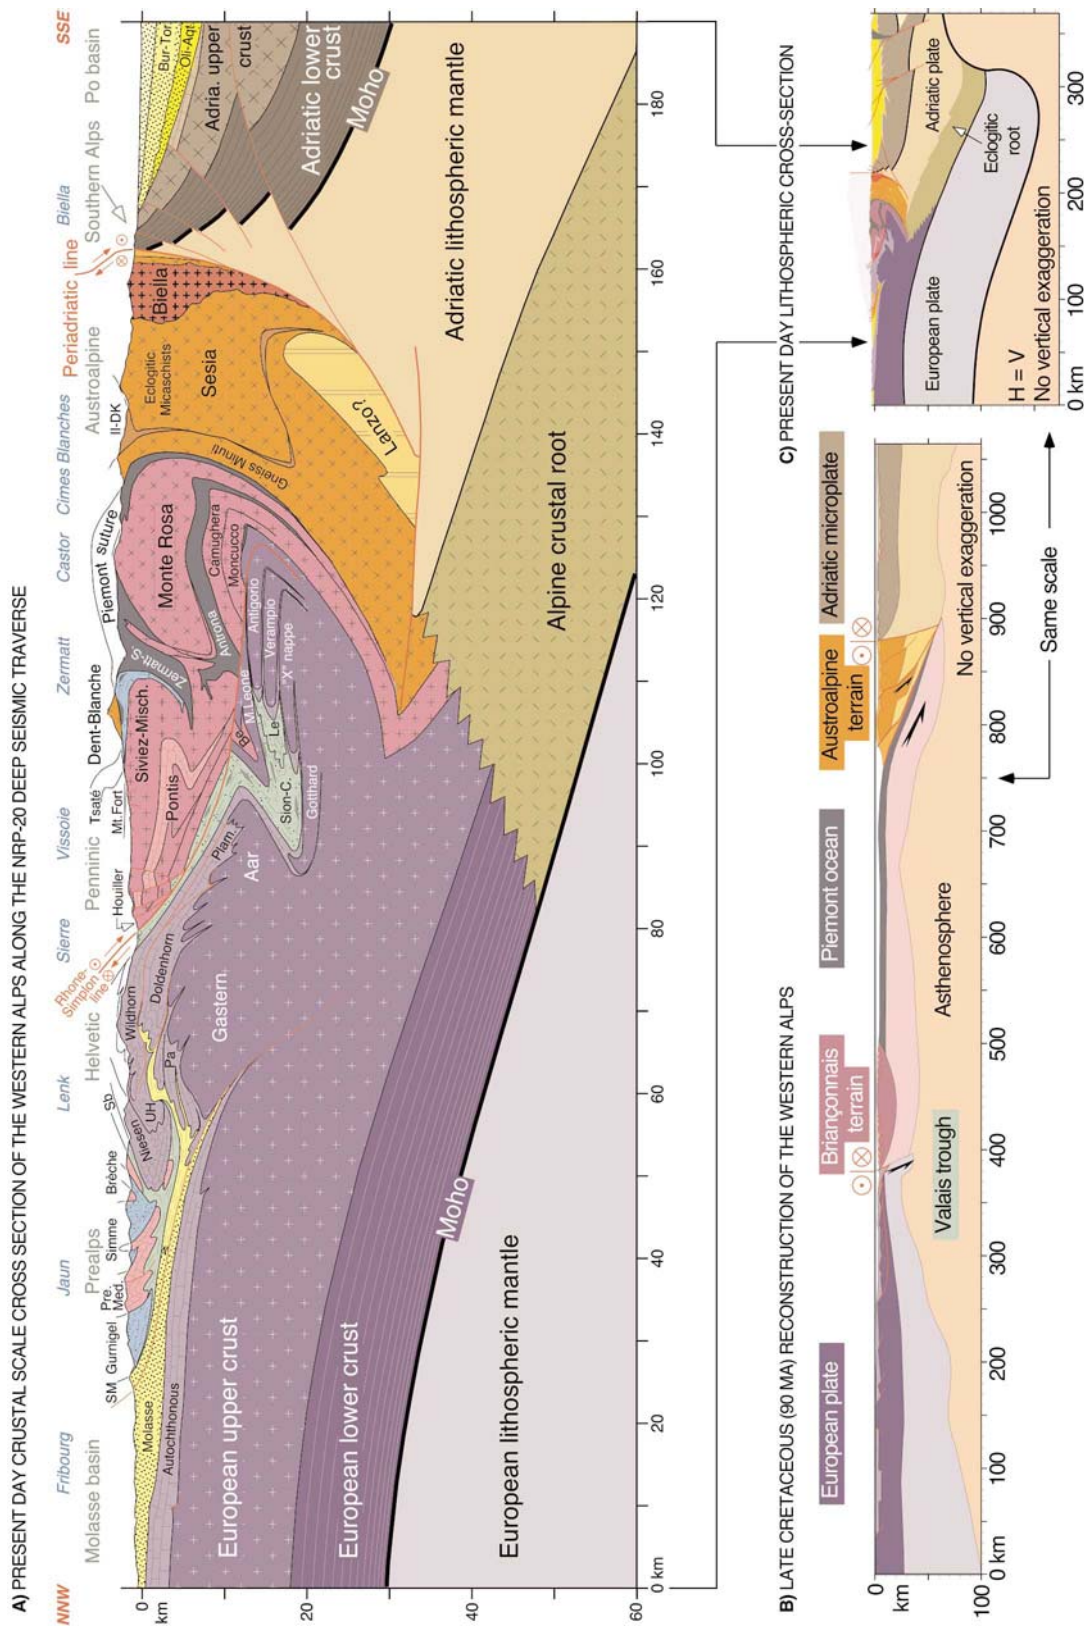 A) PRESENT DAY CRUSTAL SCALE CROSS SECTION OF THE WESTERN ALPS ALONG THE NRP-20 DEEP SEISMIC TRAVERSE
NNW
Fribourg
Jaun
Lenk
Sierre
Vissoie
Zermatt
Castor
Cimes Blanches
Periadriatic line
Biella
SSE
Molasse basin
Prealps
Helvetic
Rhone-
Simplon
line
Penninic
Austroalpine
Southern Alps
Po basin
SM
Gurnigel
Pre.
Med.
Simme
Brèche
Sb
Houiller
Tsaté
Mt.Fort
Dent-Blanche
Piemont suture
II-DK
0
km
20
40
60
Molasse
Autochthonous
Niesen
UH
Wildhorn
Doldenhorn
Pa
Plam.
Siviez-Misch.
Pontis
Zermatt-S.
Monte Rosa
Antrona
Camughera
Moncucco
Gneiss Minuti
Eclogitic
Micaschists
Sesia
Biella
Bur-Tor.
Oli-Aqt.
Adria. upper
crust
Adriatic lower
crust
Moho
European upper crust
Gastern
Aar
Sion-C.
Gotthard
Be
Le
M.Leone
Antigorio
Verampio
"X" nappe
Lanzo?
European lower crust
Moho
European lithospheric mantle
Alpine crustal root
Adriatic lithospheric mantle
0 km
20
40
60
80
100
120
140
160
180
B) LATE CRETACEOUS (90 MA) RECONSTRUCTION OF THE WESTERN ALPS
European plate
Briançonnais
terrain
Piemont ocean
Austroalpine
terrain
Adriatic microplate
0
km
100
Valais trough
Asthenosphere
No vertical exaggeration
0 km
100
200
300
400
500
600
700
800
900
1000
Same scale
C) PRESENT DAY LITHOSPHERIC CROSS-SECTION
European plate
Adriatic plate
Eclogitic
root
H = V
No vertical exaggeration
0 km
100
200
300